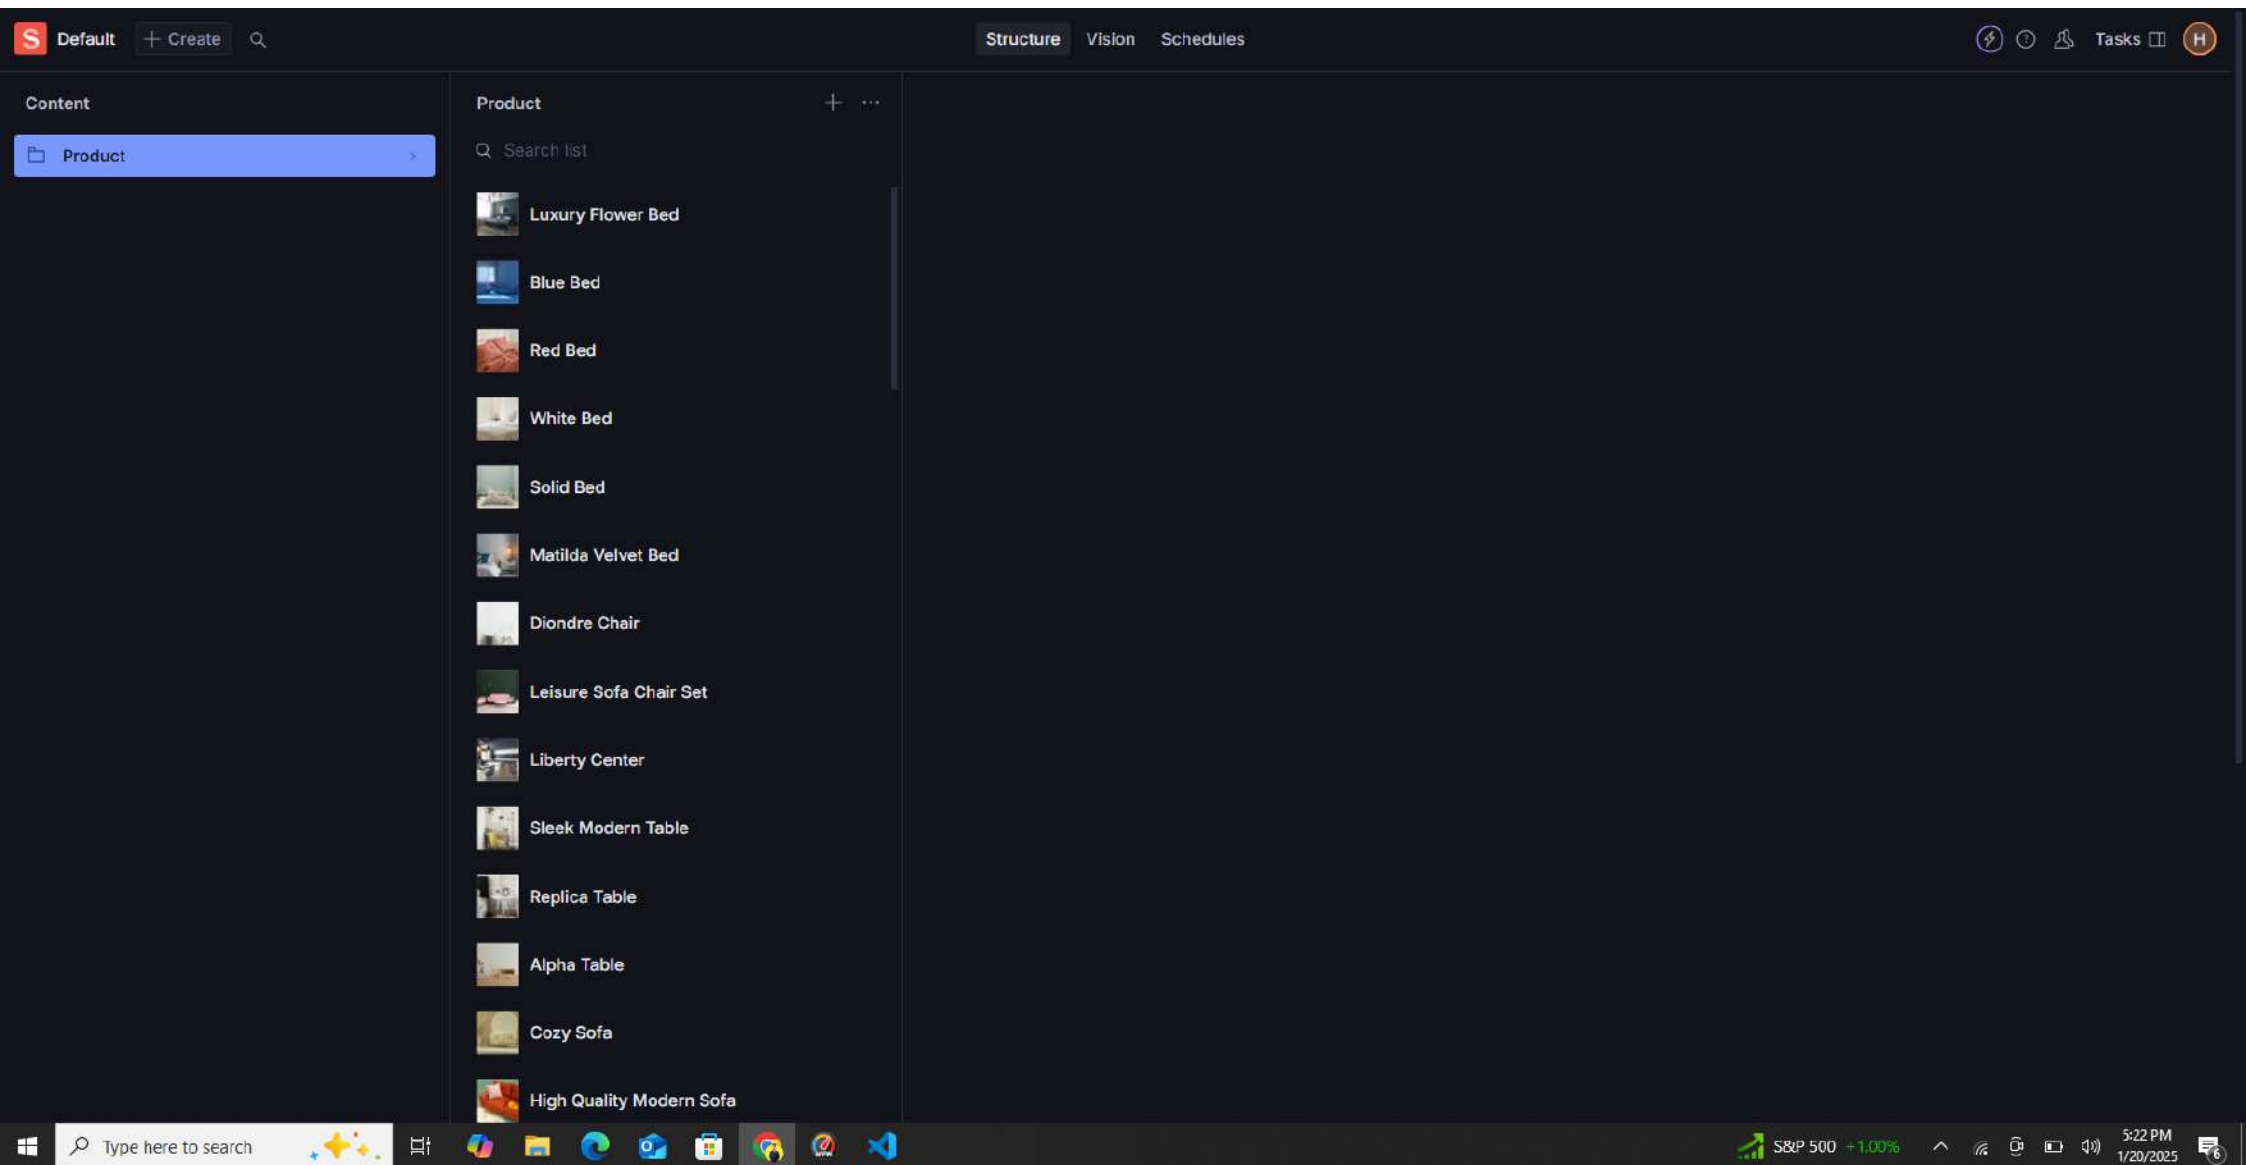 S Default + Create
Structure Vision Schedules
Tasks H
Content
Product
Product
Search list
Luxury Flower Bed
Blue Bed
Red Bed
White Bed
Solid Bed
Matilda Velvet Bed
Diondre Chair
Leisure Sofa Chair Set
Liberty Center
Sleek Modern Table
Replica Table
Alpha Table
Cozy Sofa
High Quality Modern Sofa
Type here to search
S&P 500 +1.00%
5:22 PM
1/20/2025
6